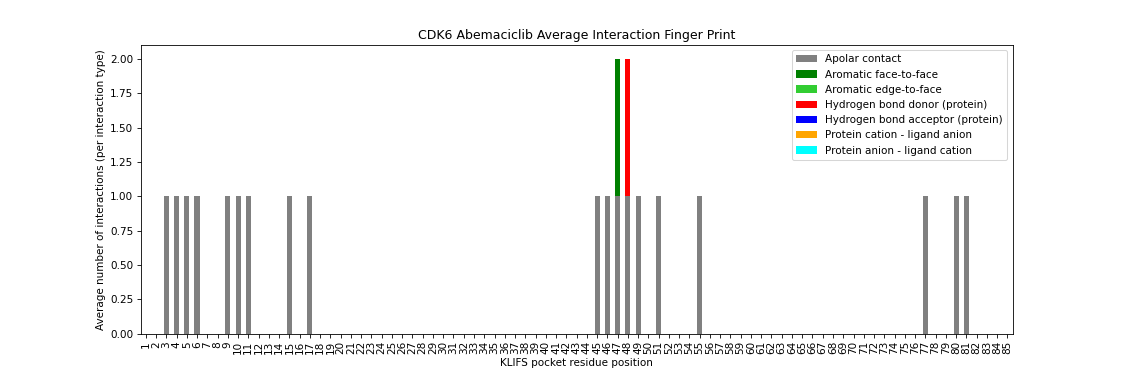 CDK6 Abemaciclib Average Interaction Finger Print
Average number of interactions (per interaction type)
2.00
1.75
1.50
1.25
1.00
0.75
0.50
0.25
0.00
Apolar contact
Aromatic face-to-face
Aromatic edge-to-face
Hydrogen bond donor (protein)
Hydrogen bond acceptor (protein)
Protein cation - ligand anion
Protein anion - ligand cation
1 2 3 4 5 6 7 8 9 10 11 12 13 14 15 16 17 18 19 20 21 22 23 24 25 26 27 28 29 30 31 32 33 34 35 36 37 38 39 40 41 42 43 44 45 46 47 48 49 50 51 52 53 54 55 56 57 58 59 60 61 62 63 64 65 66 67 68 69 70 71 72 73 74 75 76 77 78 79 80 81 82 83 84 85
KLIFS pocket residue position